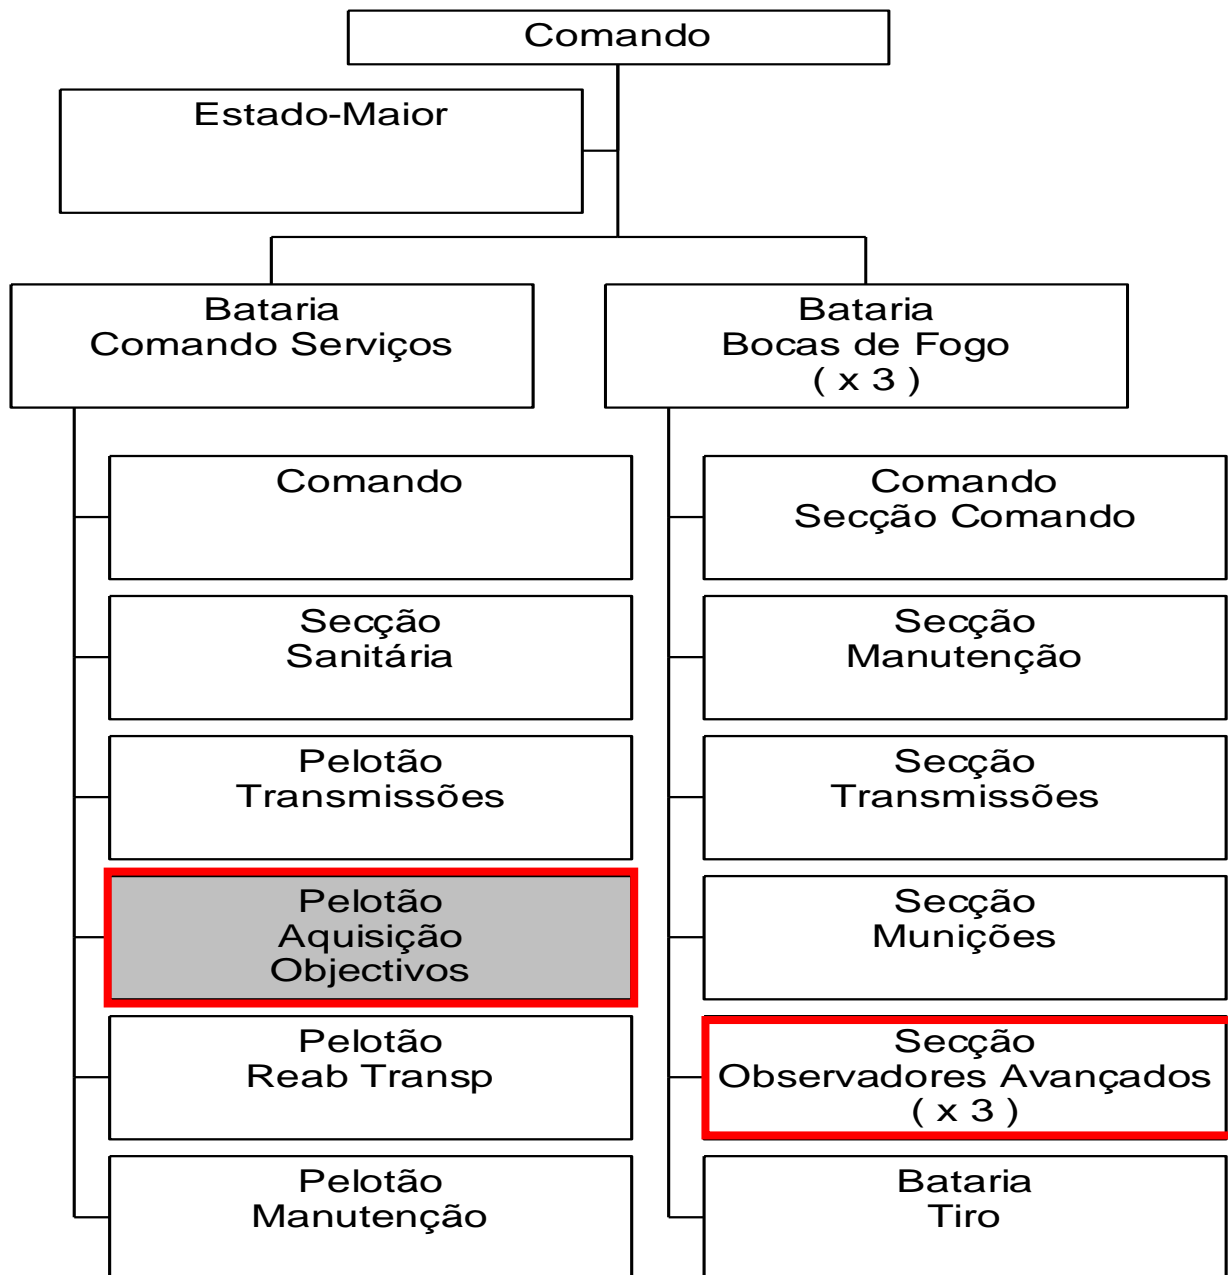 Comando
Estado-Maior
Bataria
Comando Serviços
Bataria
Bocas de Fogo
( x 3 )
Comando
Secção
Sanitária
Pelotão
Transmissões
Pelotão
Aquisição
Objectivos
Pelotão
Reab Transp
Pelotão
Manutenção
Comando
Secção Comando
Secção
Manutenção
Secção
Transmissões
Secção
Munições
Secção
Observadores Avançados
( x 3 )
Bataria
Tiro